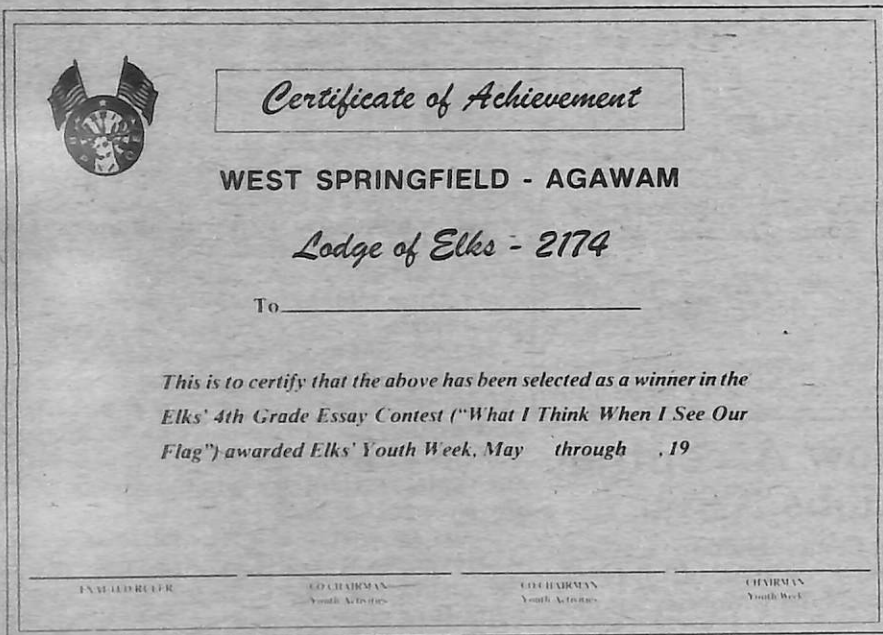 Certificate of Achievement
WEST SPRINGFIELD - AGAWAM
Lodge of Elks - 2174
To
This is to certify that the above has been selected as a winner in the
Elks' 4th Grade Essay Contest ("What I Think When I See Our
Flag") awarded Elks' Youth Week, May through , 19
EXALTED RULER
CO CHAIRMAN
Youth Activities
CO CHAIRMAN
Youth Activities
CHAIRMAN
Youth Week